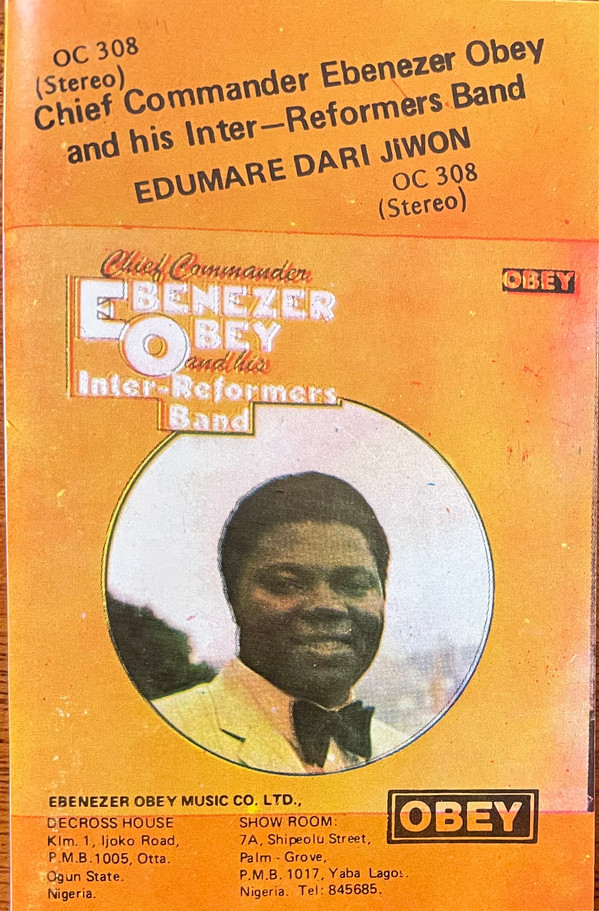 OC 308
(Stereo)
Chief Commander Ebenezer Obey
and his Inter—Reformers Band
EDUMARE DARI JiWON
OC 308
(Stereo)
Chief Commander
EBENEZER
OBEY
and his
Inter-Reformers
Band
OBEY
EBENEZER OBEY MUSIC CO. LTD.,
DECROSS HOUSE
Klm. 1, Ijoko Road,
P.M.B. 1005, Otta.
Ogun State.
Nigeria.
SHOW ROOM:
7A, Shipeolu Street,
Palm - Grove,
P.M.B. 1017, Yaba Lagos.
Nigeria. Tel: 845685.
OBEY